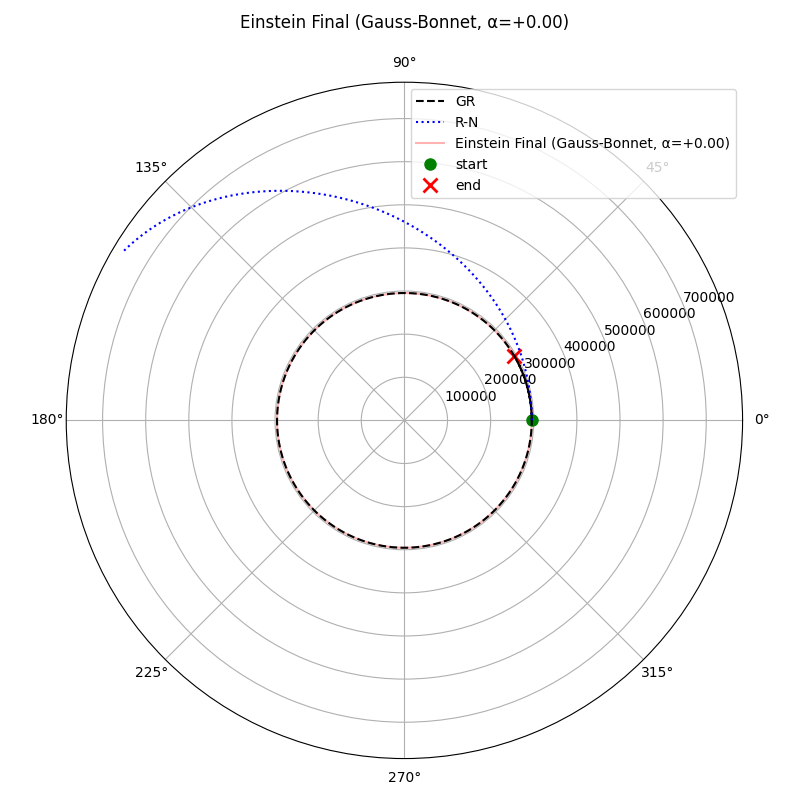 Einstein Final (Gauss-Bonnet, α=+0.00)
90°
GR
R-N
Einstein Final (Gauss-Bonnet, α=+0.00)
start
end
135°
45°
700000
600000
500000
400000
300000
200000
100000
180°
0°
225°
315°
270°